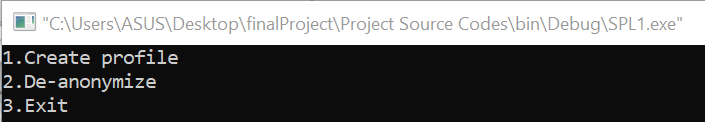 "C:\Users\ASUS\Desktop\finalProject\Project Source Codes\bin\Debug\SPL1.exe"
1.Create profile
2.De-anonymize
3.Exit